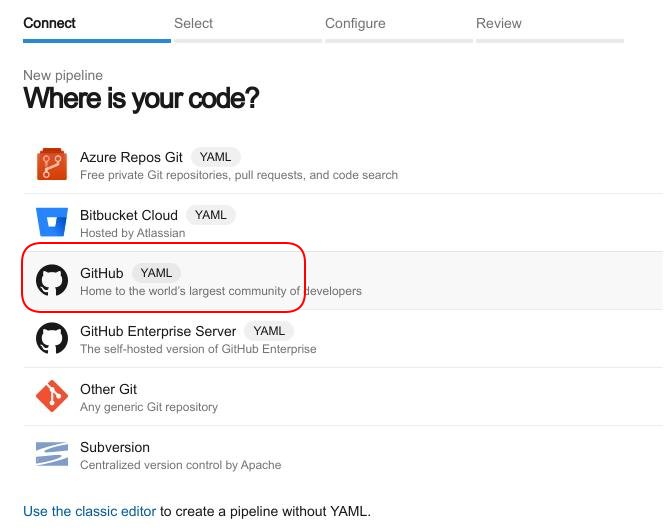 Connect Select Configure Review
New pipeline
Where is your code?
Azure Repos Git YAML
Free private Git repositories, pull requests, and code search
Bitbucket Cloud YAML
Hosted by Atlassian
GitHub YAML
Home to the world's largest community of developers
GitHub Enterprise Server YAML
The self-hosted version of GitHub Enterprise
Other Git
Any generic Git repository
Subversion
Centralized version control by Apache
Use the classic editor to create a pipeline without YAML.